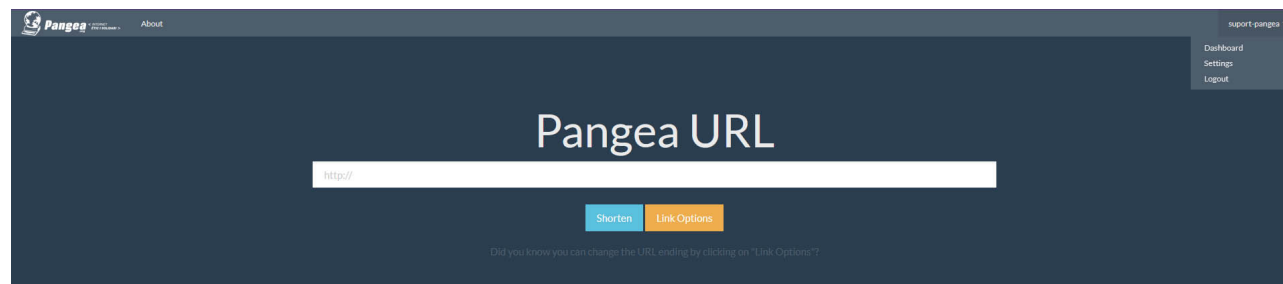 Pangea
About
suport-pangea
Dashboard
Settings
Logout
Pangea URL
http://
Shorten
Link Options
Did you know you can change the URL ending by clicking on "Link Options"?